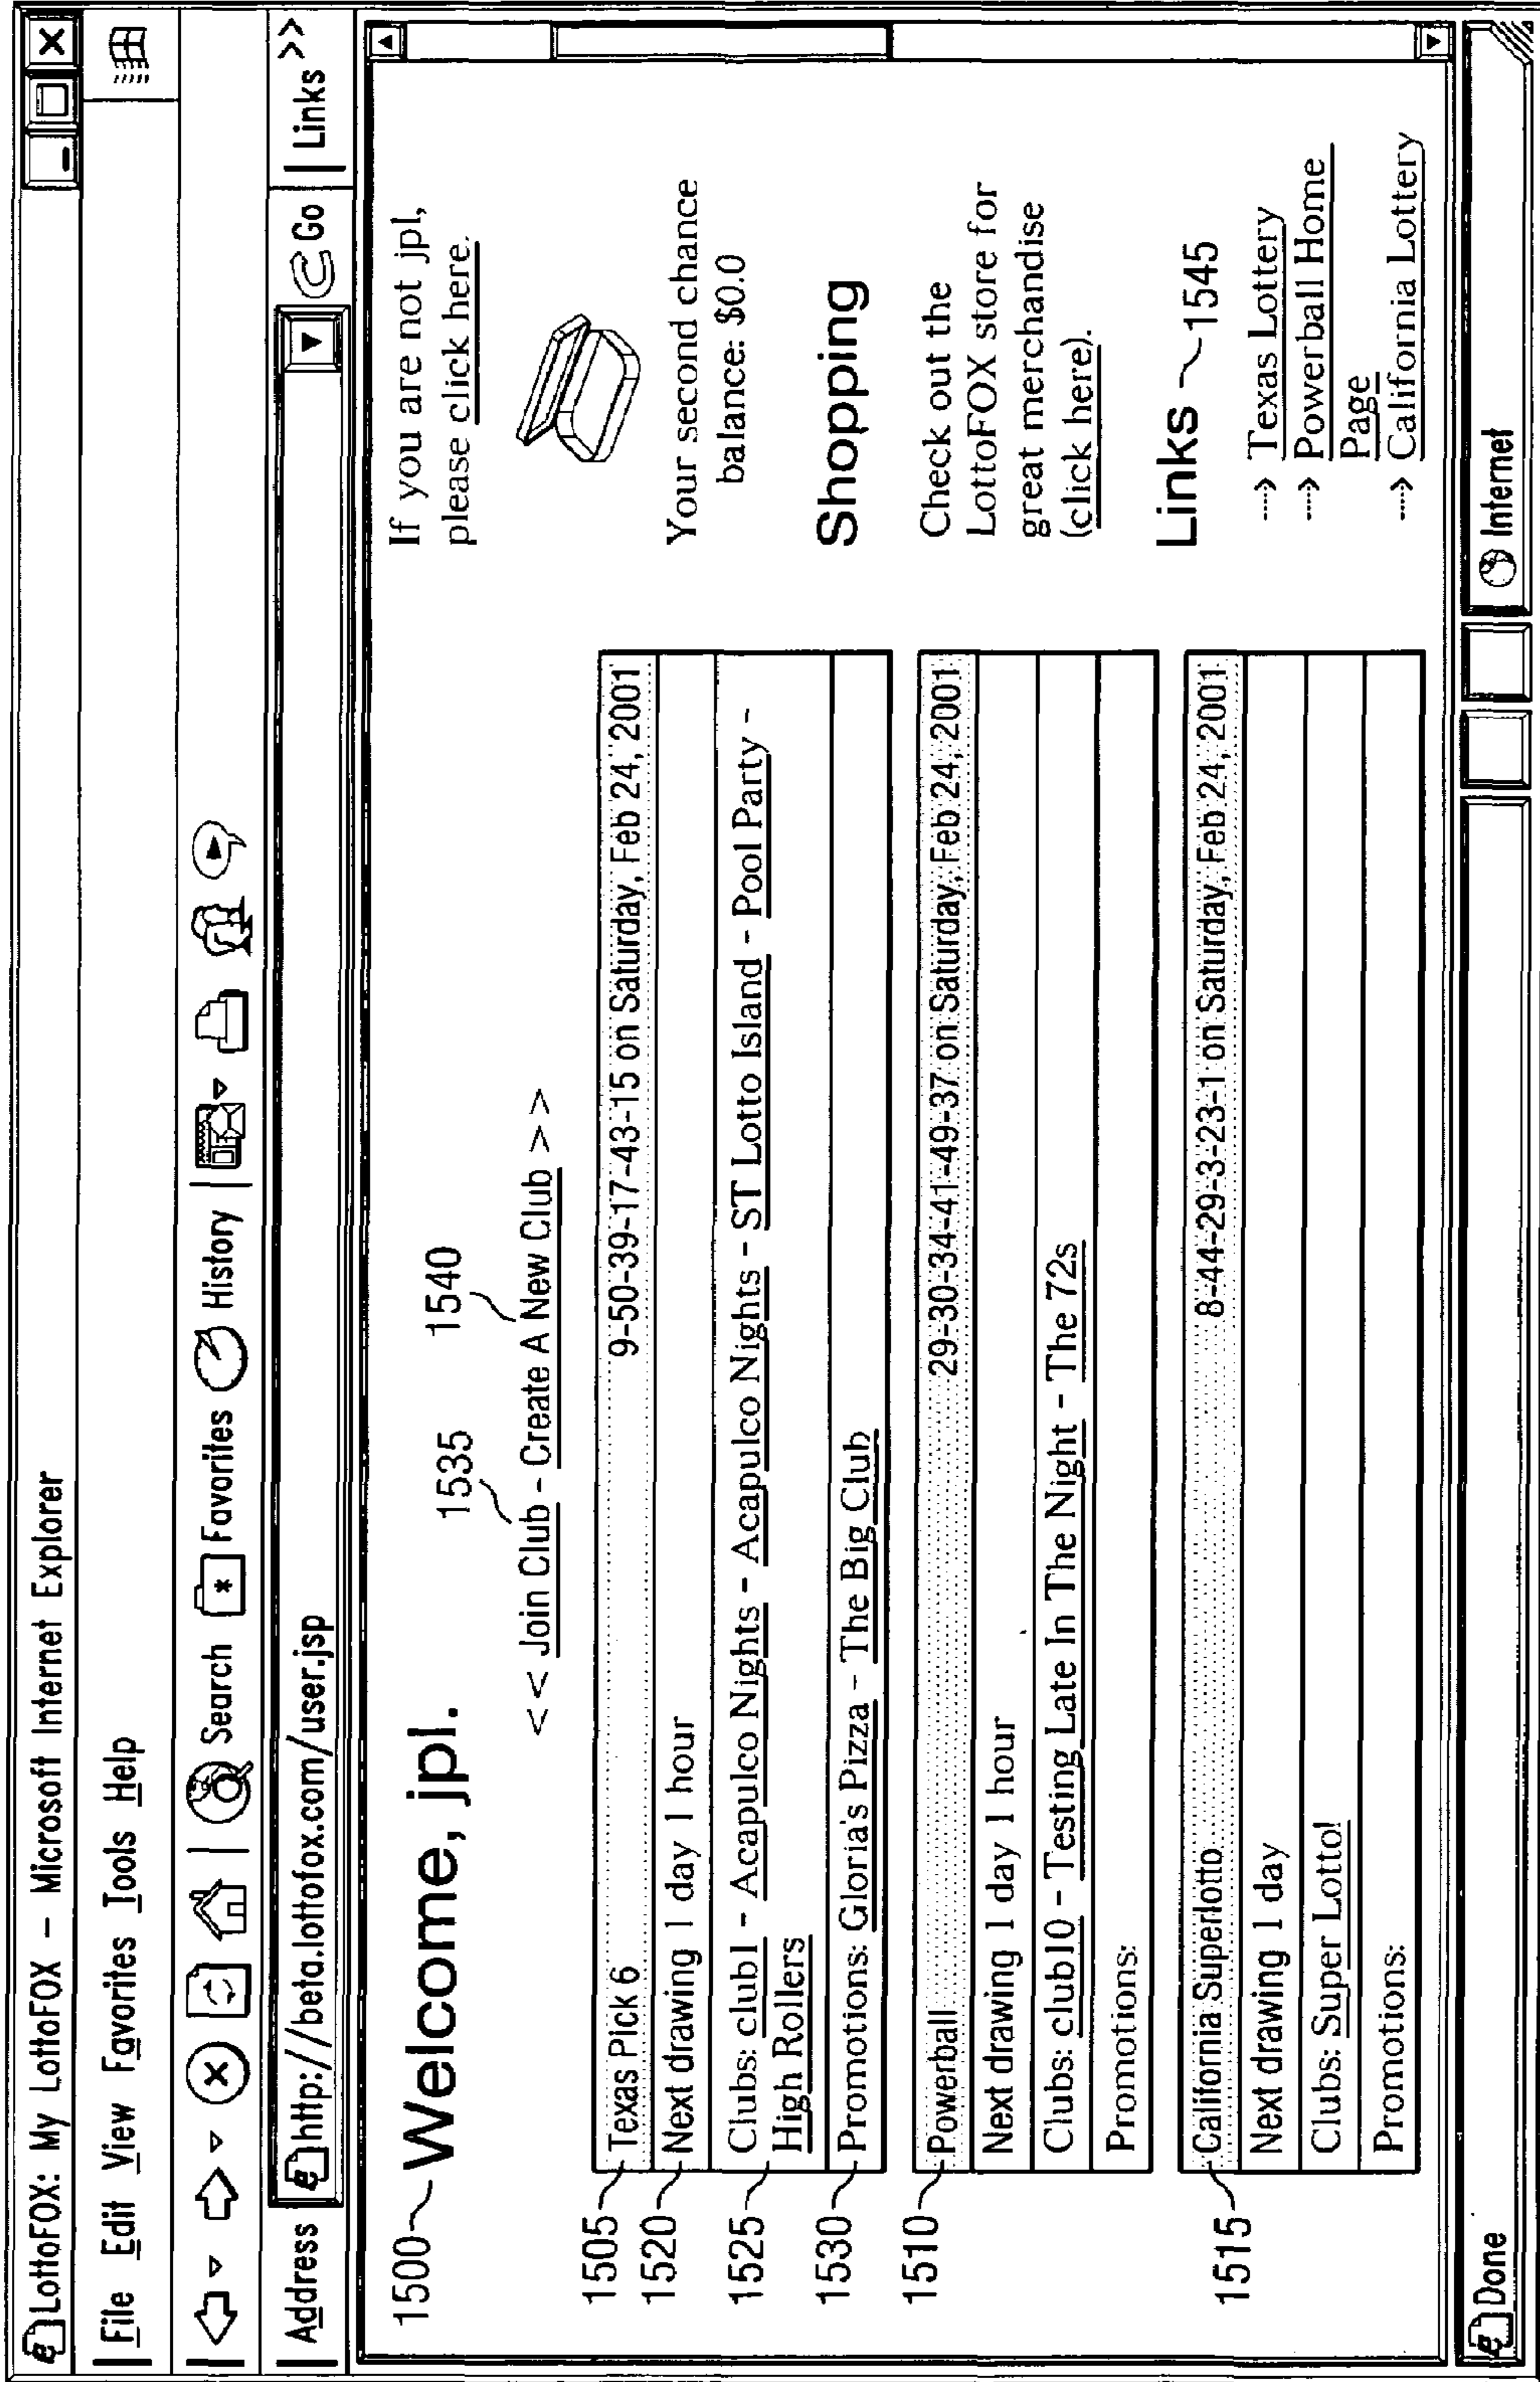 LottoFOX: My LottoFOX - Microsoft Internet Explorer
File Edit View Favorites Tools Help
Search Favorites History
Address http://beta.lottofox.com/user.jsp Go Links >>
1500 Welcome, jpl.
If you are not jpl,
please click here.
1535 1540
<< Join Club - Create A New Club >>
1505 Texas Pick 6 9-50-39-17-43-15 on Saturday, Feb 24, 2001
1520 Next drawing 1 day 1 hour
1525 Clubs: club1 - Acapulco Nights - Acapulco Nights - ST Lotto Island - Pool Party -
High Rollers
1530 Promotions: Gloria's Pizza - The Big Club
1510 Powerball 29-30-34-41-49-37 on Saturday, Feb 24, 2001
Next drawing 1 day 1 hour
Clubs: club10 - Testing Late In The Night - The 72s
Promotions:
1515 California Superlotto 8-44-29-3-23-1 on Saturday, Feb 24, 2001
Next drawing 1 day
Clubs: Super Lotto!
Promotions:
Your second chance
balance: $0.0
Shopping
Check out the
LottoFOX store for
great merchandise
(click here).
Links 1545
Texas Lottery
Powerball Home
Page
California Lottery
Done Internet